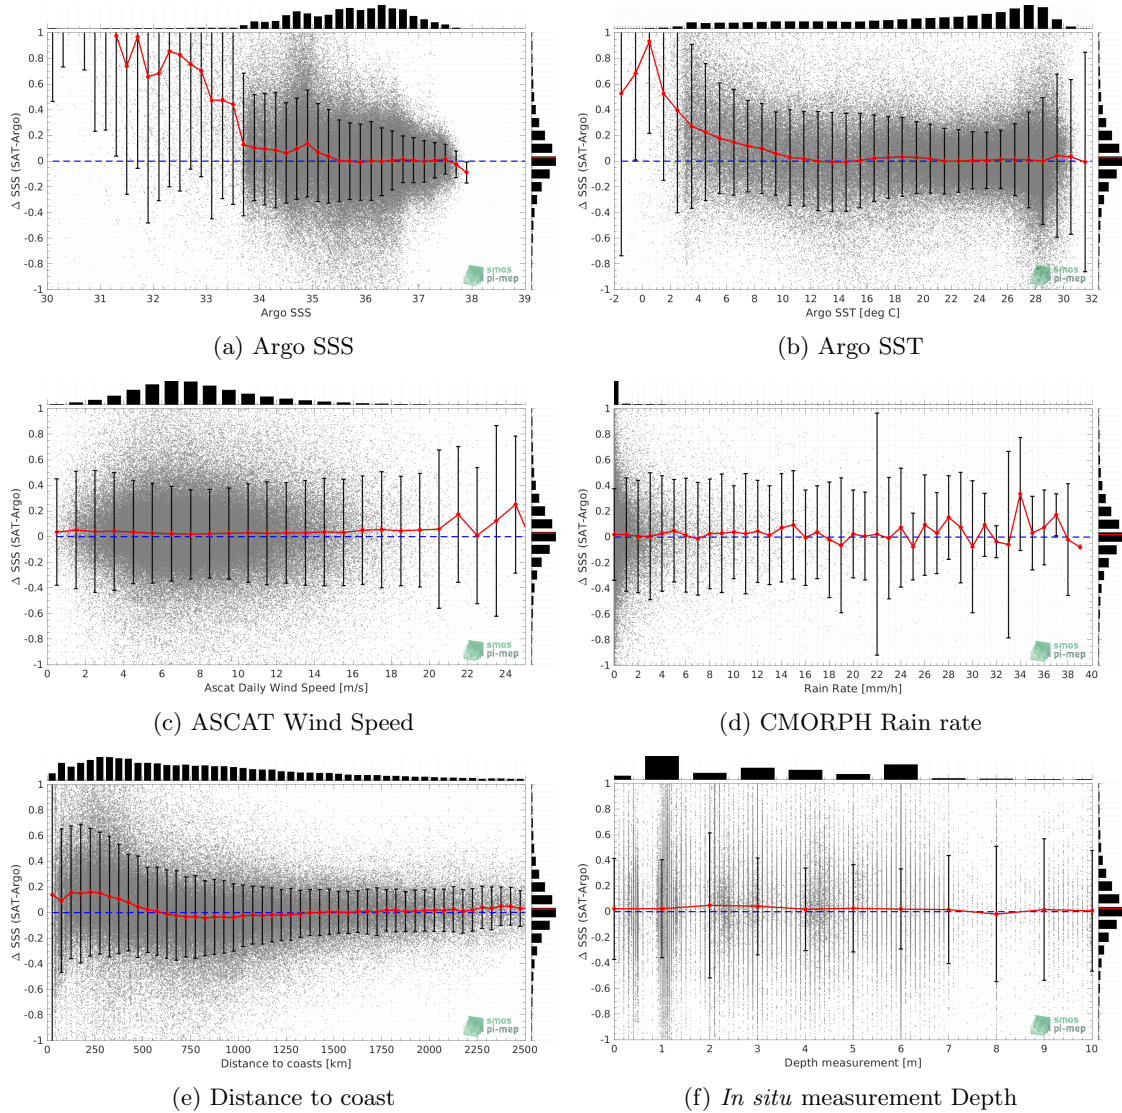 1
0.8
0.6
0.4
0.2
0
-0.2
-0.4
-0.6
-0.8
-1
Δ SSS (SAT-Argo)
30 31 32 33 34 35 36 37 38 39
Argo SSS
smos
pi-mep
(a) Argo SSS
1
0.8
0.6
0.4
0.2
0
-0.2
-0.4
-0.6
-0.8
-1
Δ SSS (SAT-Argo)
-2 0 2 4 6 8 10 12 14 16 18 20 22 24 26 28 30 32
Argo SST [deg C]
smos
pi-mep
(b) Argo SST
1
0.8
0.6
0.4
0.2
0
-0.2
-0.4
-0.6
-0.8
-1
Δ SSS (SAT-Argo)
0 2 4 6 8 10 12 14 16 18 20 22 24
Ascat Daily Wind Speed [m/s]
smos
pi-mep
(c) ASCAT Wind Speed
1
0.8
0.6
0.4
0.2
0
-0.2
-0.4
-0.6
-0.8
-1
Δ SSS (SAT-Argo)
0 2 4 6 8 10 12 14 16 18 20 22 24 26 28 30 32 34 36 38 40
Rain Rate [mm/h]
smos
pi-mep
(d) CMORPH Rain rate
1
0.8
0.6
0.4
0.2
0
-0.2
-0.4
-0.6
-0.8
-1
Δ SSS (SAT-Argo)
0 250 500 750 1000 1250 1500 1750 2000 2250 2500
Distance to coasts [km]
smos
pi-mep
(e) Distance to coast
1
0.8
0.6
0.4
0.2
0
-0.2
-0.4
-0.6
-0.8
-1
Δ SSS (SAT-Argo)
0 1 2 3 4 5 6 7 8 9 10
Depth measurement [m]
smos
pi-mep
(f) In situ measurement Depth